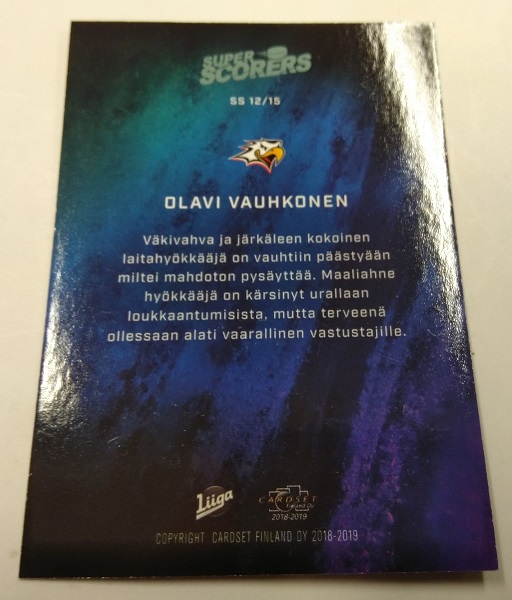 SUPER
SCORERS
SS 12/15
OLAVI VAUHKONEN
Väkivahva ja järkäleen kokoinen
laitahyökkääjä on vauhtiin päästyään
miltei mahdoton pysäyttää. Maaliahne
hyökkääjä on kärsinyt urallaan
loukkaantumisista, mutta terveenä
ollessaan alati vaarallinen vastustajille.
Liiga
CARDSET
Finland Oy
2018-2019
COPYRIGHT CARDSET FINLAND OY 2018-2019